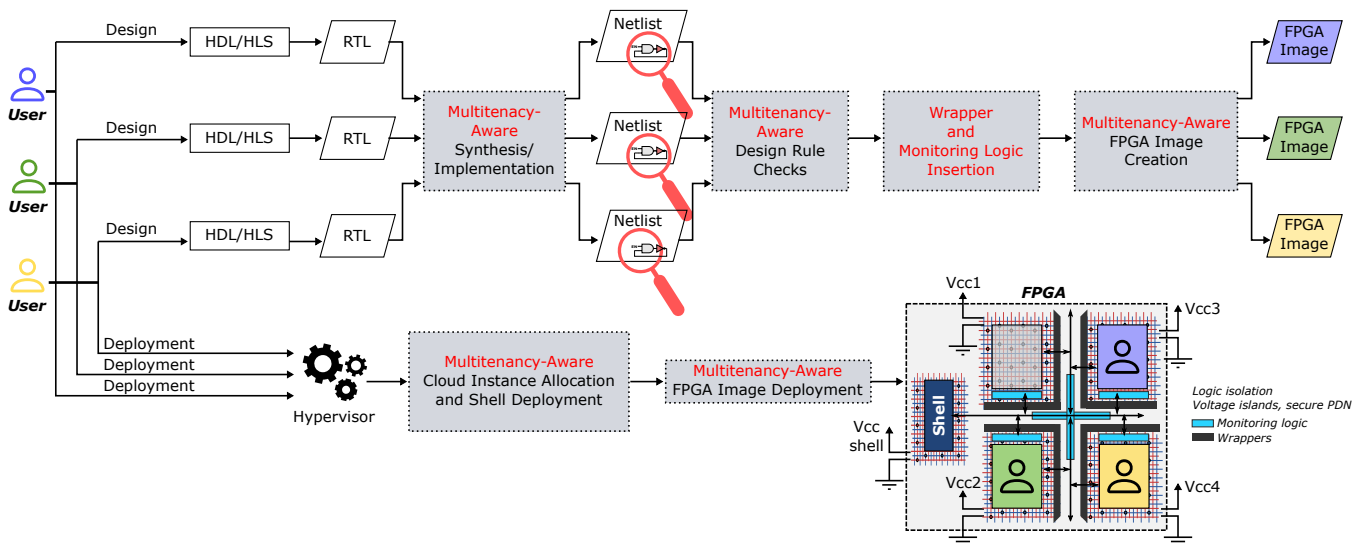 Design
HDL/HLS
RTL
Netlist
FPGA
Image
User
Multitenacy-
Aware
Synthesis/
Implementation
Multitenancy-
Aware
Design Rule
Checks
Wrapper
and
Monitoring Logic
Insertion
Multitenancy-Aware
FPGA Image
Creation
Design
HDL/HLS
RTL
Netlist
FPGA
Image
User
Design
HDL/HLS
RTL
Netlist
FPGA
Image
User
Deployment
Deployment
Deployment
Hypervisor
Multitenancy-Aware
Cloud Instance Allocation
and Shell Deployment
Multitenancy-Aware
FPGA Image Deployment
FPGA
Vcc1
Vcc3
Shell
Vcc
shell
Vcc2
Vcc4
Logic isolation
Voltage islands, secure PDN
Monitoring logic
Wrappers